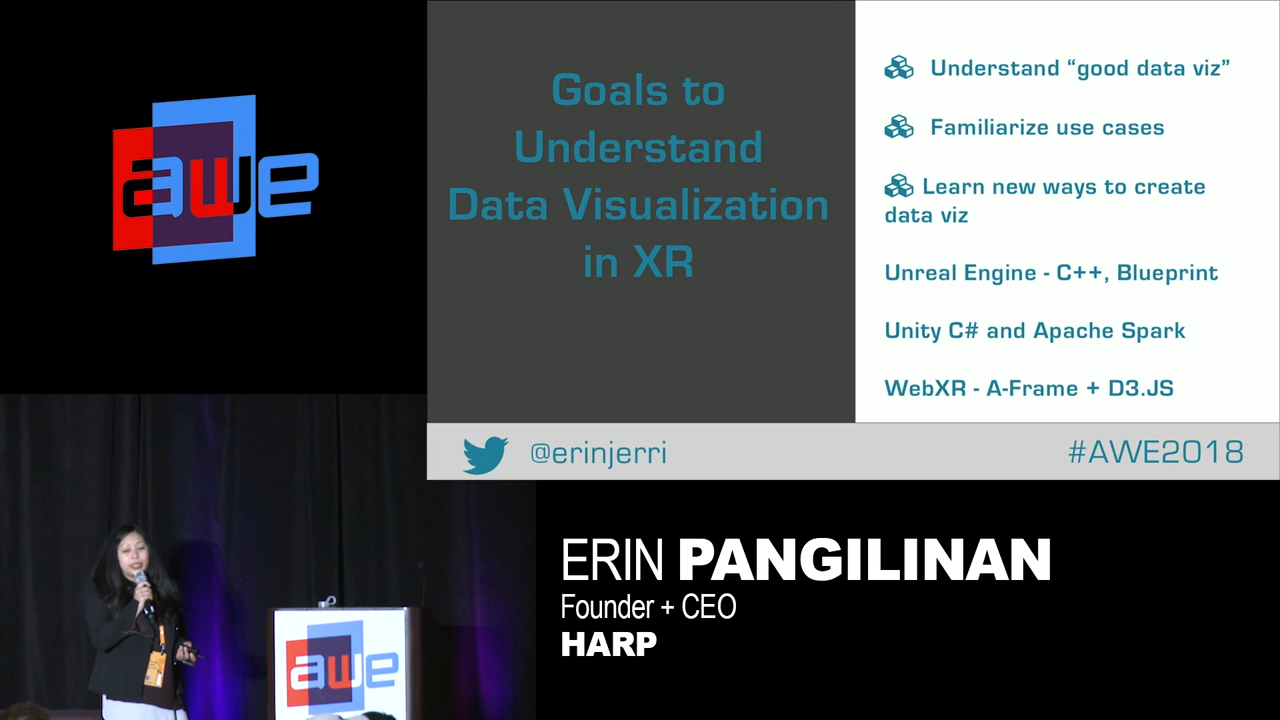 awe
Goals to
Understand
Data Visualization
in XR
Understand “good data viz”
Familiarize use cases
Learn new ways to create
data viz
Unreal Engine - C++, Blueprint
Unity C# and Apache Spark
WebXR - A-Frame + D3.JS
@erinjerri
#AWE2018
awe
ERIN PANGILINAN
Founder + CEO
HARP